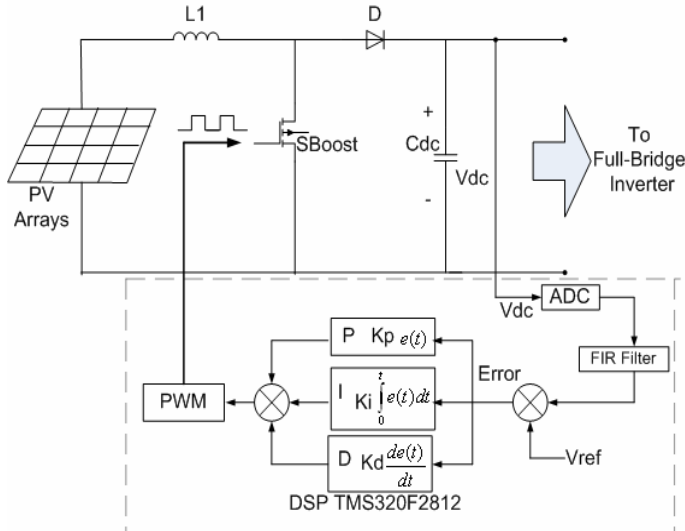 L1
D
SBoost
+
Cdc
Vdc
-
PV
Arrays
To
Full-Bridge
Inverter
Vdc
ADC
FIR Filter
P Kp e(t)
I Ki ∫₀ᵗ e(t)dt
D Kd de(t)/dt
Error
PWM
Vref
DSP TMS320F2812